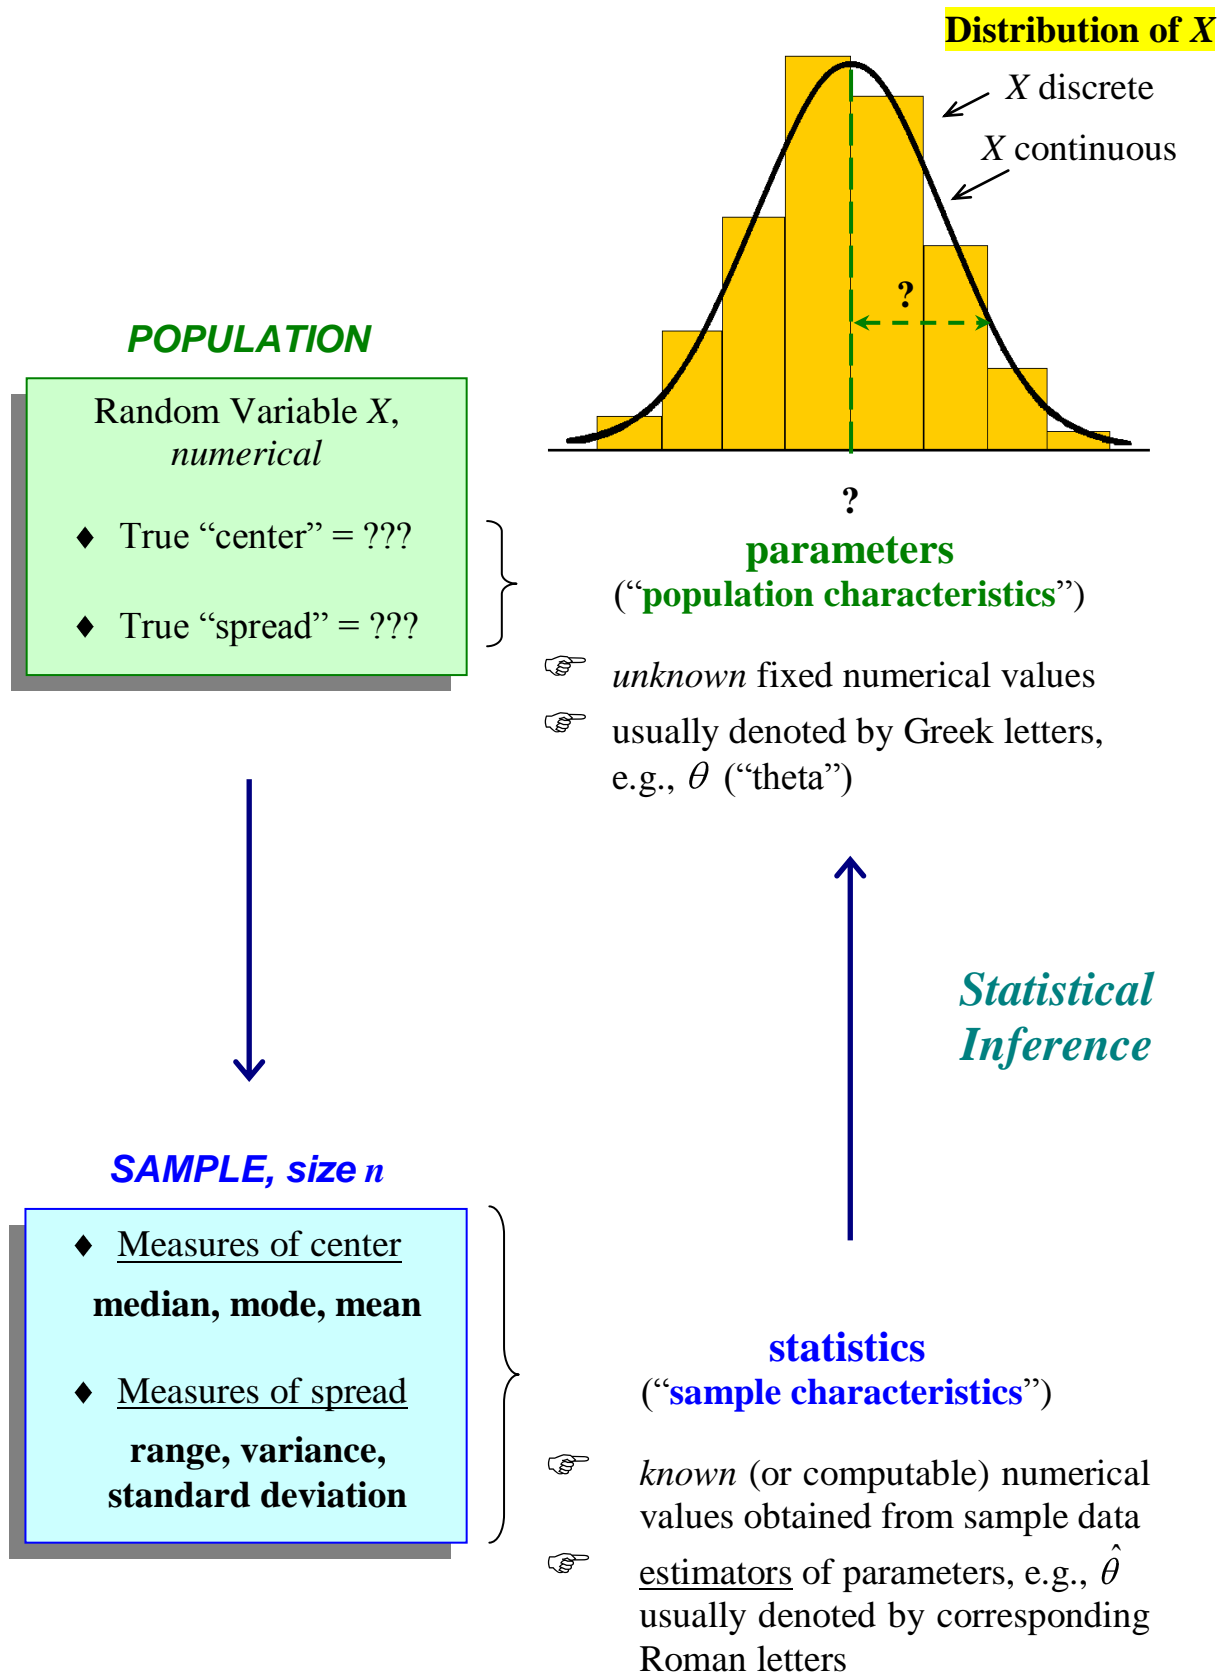 Distribution of X
X discrete
X continuous
?
?
POPULATION
Random Variable X,
numerical
♦ True “center” = ???
♦ True “spread” = ???
parameters
(“population characteristics”)
☞ unknown fixed numerical values
☞ usually denoted by Greek letters,
e.g., θ (“theta”)
Statistical
Inference
SAMPLE, size n
♦ Measures of center
median, mode, mean
♦ Measures of spread
range, variance,
standard deviation
statistics
(“sample characteristics”)
☞ known (or computable) numerical
values obtained from sample data
☞ estimators of parameters, e.g., θ̂
usually denoted by corresponding
Roman letters